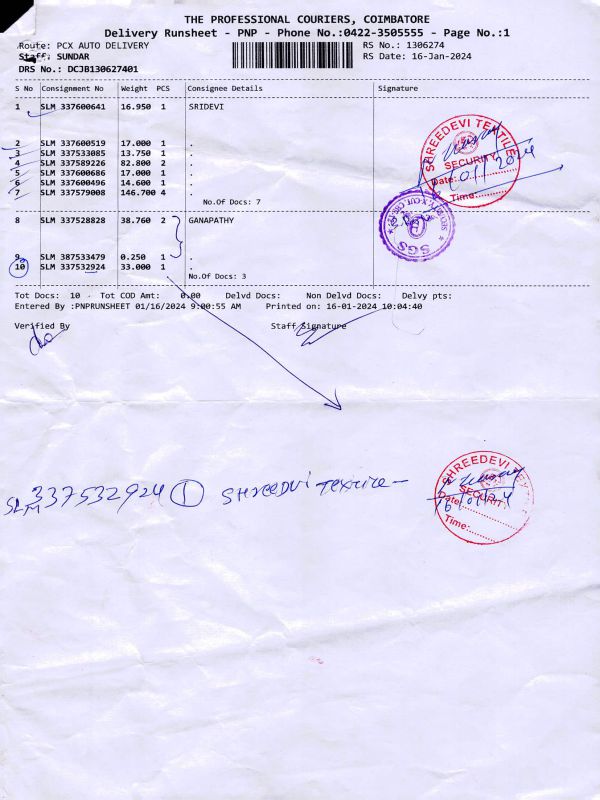 THE PROFESSIONAL COURIERS, COIMBATORE
Delivery Runsheet - PNP - Phone No.:0422-3505555 - Page No.:1
Route: PCX AUTO DELIVERY
RS No.: 1306274
Staff: SUNDAR
RS Date: 16-Jan-2024
DRS No.: DCJB130627401
S No Consignment No Weight PCS Consignee Details Signature
1 SLM 337600641 16.950 1 SRIDEVI
2 SLM 337600519 17.000 1 .
3 SLM 337533085 13.750 1 .
4 SLM 337589226 82.800 2 .
5 SLM 337600686 17.000 1 .
6 SLM 337600496 14.600 1 .
7 SLM 337579008 146.700 4 .
No.Of Docs: 7
SHREEDEVI TEXTILE
SECURITY
Date:
Time:
8 SLM 337528828 38.760 2 GANAPATHY
SGS
9 SLM 387533479 0.250 1 .
10 SLM 337532924 33.000 1 .
No.Of Docs: 3
Tot Docs: 10 Tot COD Amt: 0.00 Delvd Docs: Non Delvd Docs: Delvy pts:
Entered By :PNPRUNSHEET 01/16/2024 9:00:55 AM Printed on: 16-01-2024 10:04:40
Verified By Staff Signature
SLM 337532924 1 SHREEDVI Textile -
SHREEDEVI
SECURITY
Date:
16/01/24
Time: